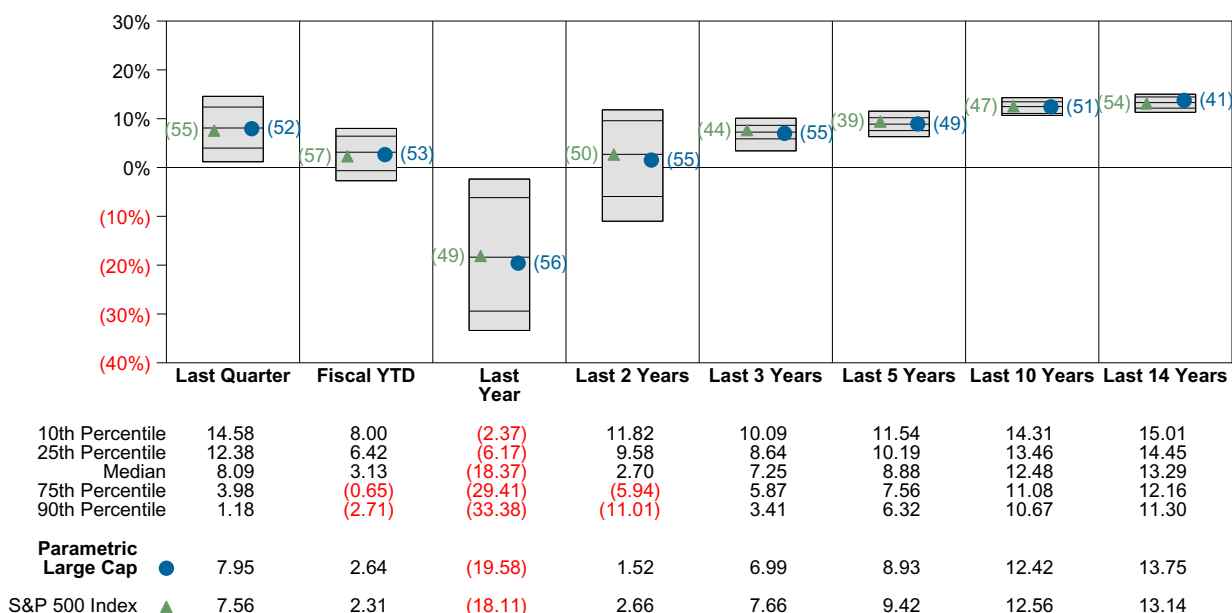 30%
20%
10%
0%
(10%)
(20%)
(30%)
(40%)
(55) (52) (57) (53) (49) (56) (50) (55) (44) (55) (39) (49) (47) (51) (54) (41)
Last Quarter Fiscal YTD Last Year Last 2 Years Last 3 Years Last 5 Years Last 10 Years Last 14 Years
10th Percentile 14.58 8.00 (2.37) 11.82 10.09 11.54 14.31 15.01
25th Percentile 12.38 6.42 (6.17) 9.58 8.64 10.19 13.46 14.45
Median 8.09 3.13 (18.37) 2.70 7.25 8.88 12.48 13.29
75th Percentile 3.98 (0.65) (29.41) (5.94) 5.87 7.56 11.08 12.16
90th Percentile 1.18 (2.71) (33.38) (11.01) 3.41 6.32 10.67 11.30
Parametric
Large Cap 7.95 2.64 (19.58) 1.52 6.99 8.93 12.42 13.75
S&P 500 Index 7.56 2.31 (18.11) 2.66 7.66 9.42 12.56 13.14